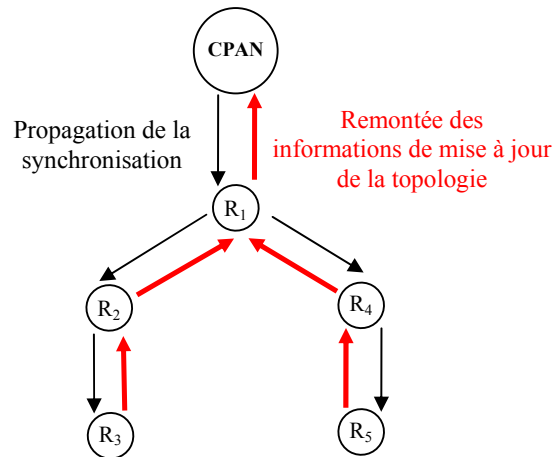 CPAN
Propagation de la
synchronisation
Remontée des
informations de mise à jour
de la topologie
R₁
R₂
R₄
R₃
R₅